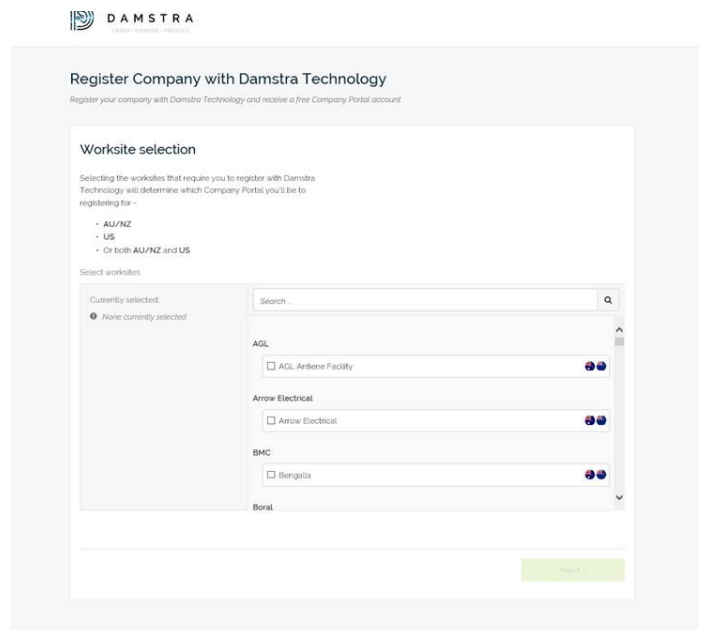 DAMSTRA
Register Company with Damstra Technology
Register your company with Damstra Technology and receive a free Company Portal account
Worksite selection
Selecting the worksites that require you to register with Damstra
Technology will determine which Company Portal you'll be to
registering for -
• AU/NZ
• US
• Or both AU/NZ and US
Select worksites
Currently selected:
None currently selected
Search ..
AGL
AGL Antiene Facility
Arrow Electrical
Arrow Electrical
BMC
Bengalla
Boral
Next